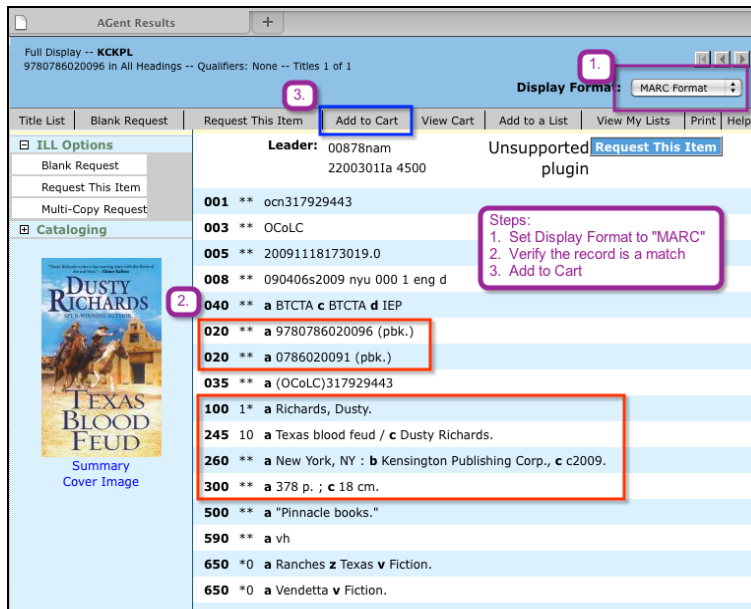 AGent Results
+
Full Display -- KCKPL
9780786020096 in All Headings -- Qualifiers: None -- Titles 1 of 1
1.
Display Format: MARC Format
3.
Title List Blank Request Request This Item Add to Cart View Cart Add to a List View My Lists Print Help
ILL Options
Blank Request
Request This Item
Multi-Copy Request
Cataloging
Leader: 00878nam
2200301Ia 4500
Unsupported plugin
Request This Item
001 ** ocn317929443
003 ** OCoLC
005 ** 20091118173019.0
008 ** 090406s2009 nyu 000 1 eng d
Steps:
1. Set Display Format to "MARC"
2. Verify the record is a match
3. Add to Cart
2.
040 ** a BTCTA c BTCTA d IEP
020 ** a 9780786020096 (pbk.)
020 ** a 0786020091 (pbk.)
035 ** a (OCoLC)317929443
100 1* a Richards, Dusty.
245 10 a Texas blood feud / c Dusty Richards.
260 ** a New York, NY : b Kensington Publishing Corp., c c2009.
300 ** a 378 p. ; c 18 cm.
500 ** a "Pinnacle books."
590 ** a vh
650 *0 a Ranches z Texas v Fiction.
650 *0 a Vendetta v Fiction.
DUSTY
RICHARDS
SPUR-WINNING AUTHOR
TEXAS
BLOOD
FEUD
Summary
Cover Image